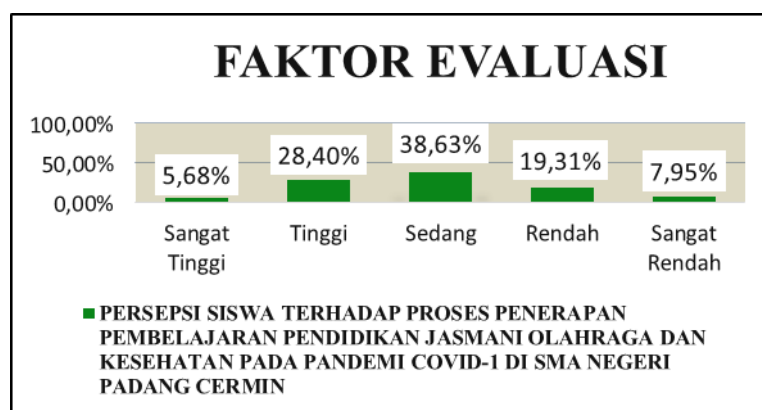 FAKTOR EVALUASI
100,00%
50,00%
0,00%
5,68%
28,40%
38,63%
19,31%
7,95%
Sangat
Tinggi
Tinggi
Sedang
Rendah
Sangat
Rendah
PERSEPSI SISWA TERHADAP PROSES PENERAPAN
PEMBELAJARAN PENDIDIKAN JASMANI OLAHRAGA DAN
KESEHATAN PADA PANDEMI COVID-1 DI SMA NEGERI
PADANG CERMIN